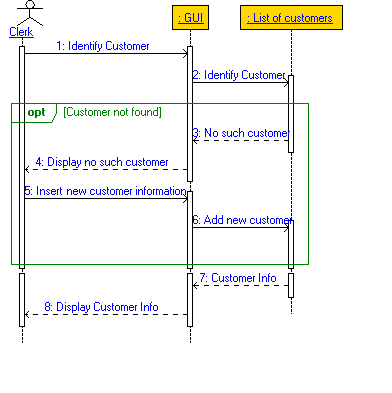 Clerk
: GUI
: List of customers
1: Identify Customer
2: Identify Customer
opt [Customer not found]
3: No such customer
4: Display no such customer
5: Insert new customer information
6: Add new customer
7: Customer Info
8: Display Customer Info